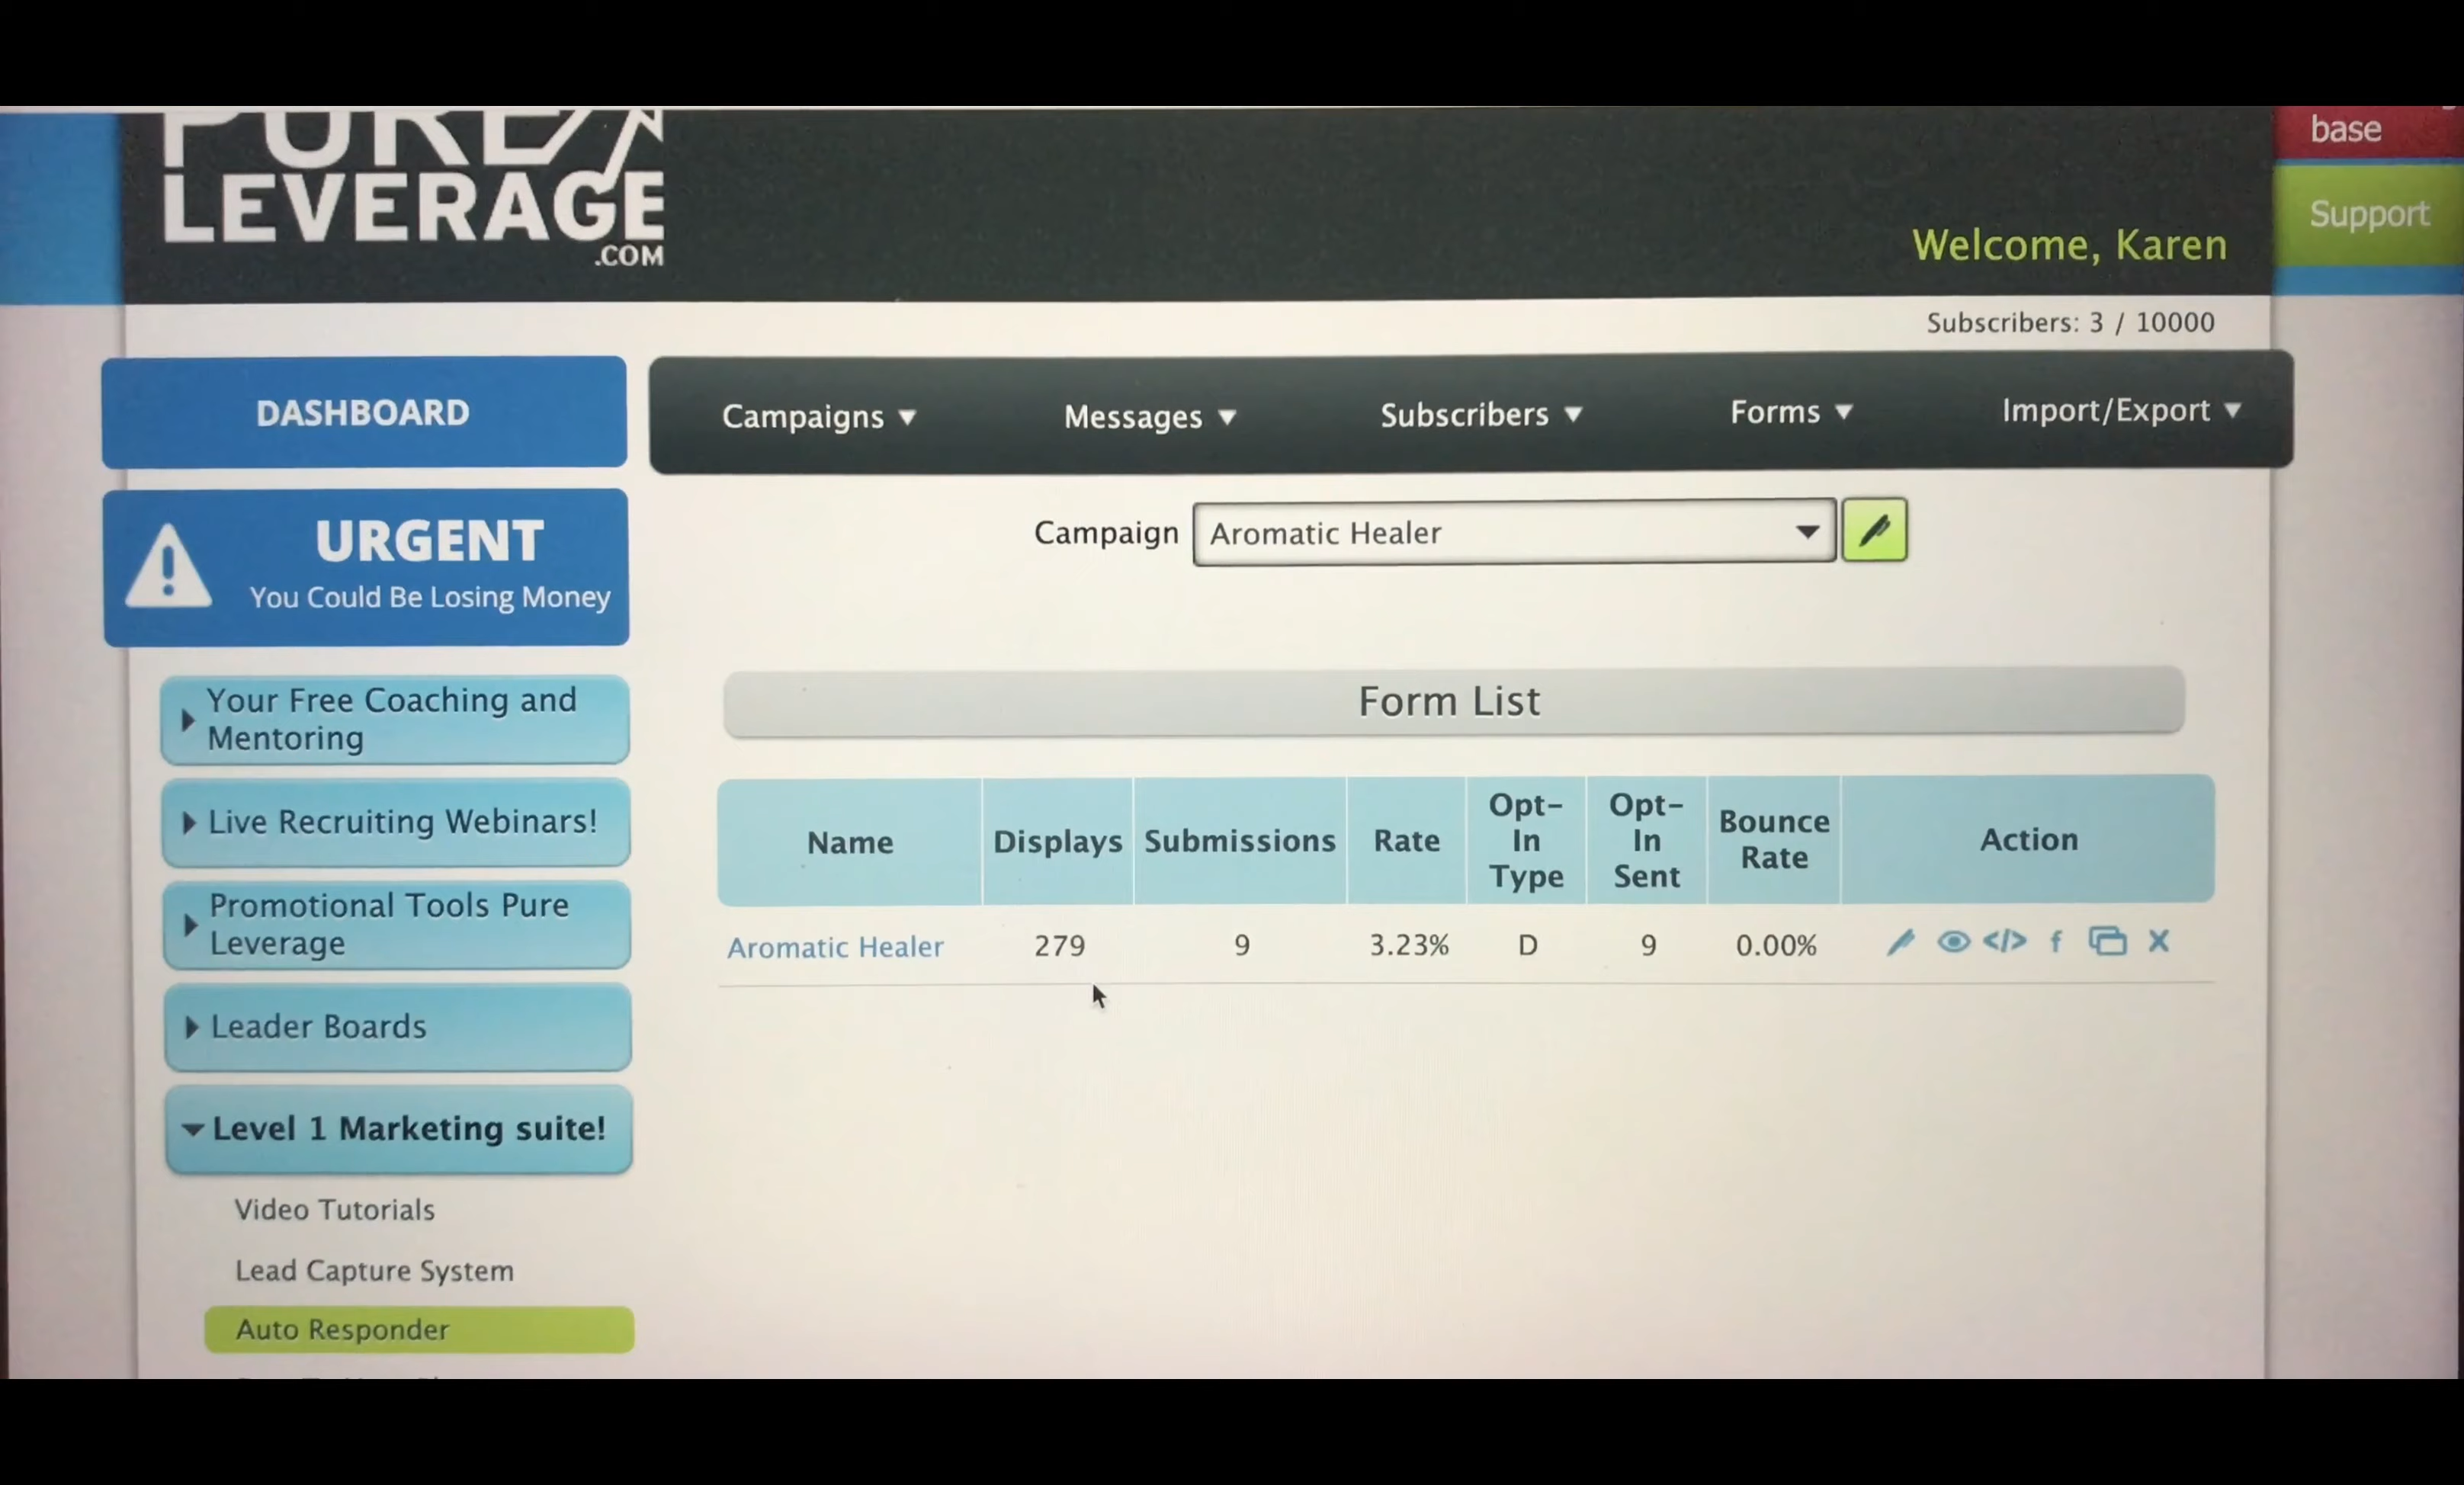 PURE
LEVERAGE
.COM
base
Support
Welcome, Karen
Subscribers: 3 / 10000
DASHBOARD
Campaigns
Messages
Subscribers
Forms
Import/Export
URGENT
You Could Be Losing Money
Campaign
Aromatic Healer
Your Free Coaching and
Mentoring
Live Recruiting Webinars!
Promotional Tools Pure
Leverage
Leader Boards
Level 1 Marketing suite!
Video Tutorials
Lead Capture System
Auto Responder
Form List
Name
Displays
Submissions
Rate
Opt-
In
Type
Opt-
In
Sent
Bounce
Rate
Action
Aromatic Healer
279
9
3.23%
D
9
0.00%